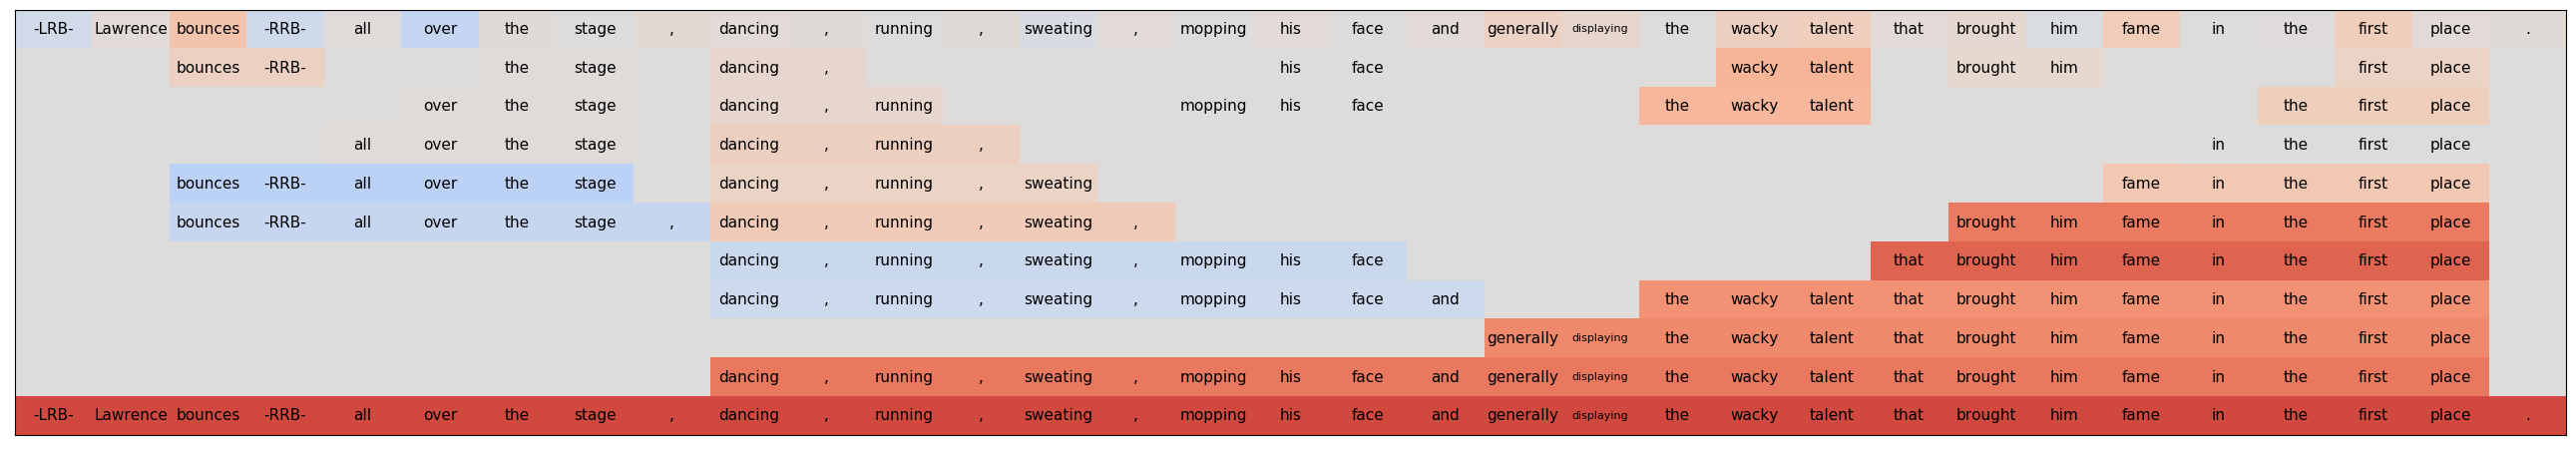 -LRB- Lawrence bounces -RRB- all over the stage , dancing , running , sweating , mopping his face and generally displaying the wacky talent that brought him fame in the first place .
bounces -RRB- the stage dancing , his face wacky talent brought him first place
over the stage dancing , running mopping his face the wacky talent the first place
all over the stage dancing , running , in the first place
bounces -RRB- all over the stage dancing , running , sweating fame in the first place
bounces -RRB- all over the stage , dancing , running , sweating , brought him fame in the first place
dancing , running , sweating , mopping his face that brought him fame in the first place
dancing , running , sweating , mopping his face and the wacky talent that brought him fame in the first place
generally displaying the wacky talent that brought him fame in the first place
dancing , running , sweating , mopping his face and generally displaying the wacky talent that brought him fame in the first place
-LRB- Lawrence bounces -RRB- all over the stage , dancing , running , sweating , mopping his face and generally displaying the wacky talent that brought him fame in the first place .